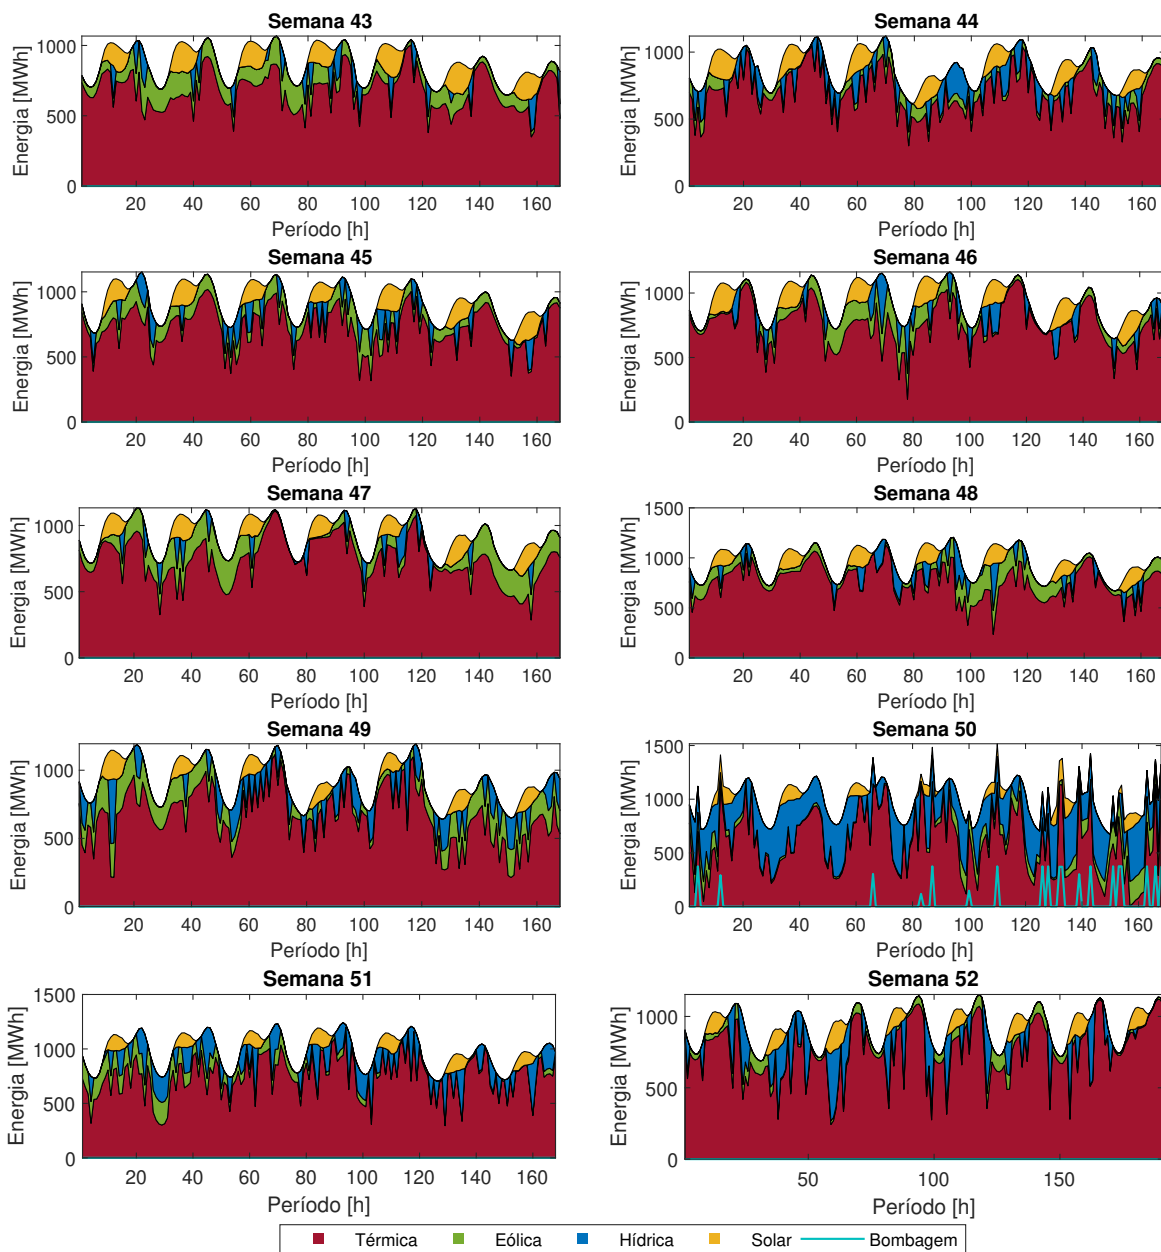 Semana 43
Energia [MWh]
1000
500
0
20 40 60 80 100 120 140 160
Período [h]
Semana 44
Energia [MWh]
1000
500
0
20 40 60 80 100 120 140 160
Período [h]
Semana 45
Energia [MWh]
1000
500
0
20 40 60 80 100 120 140 160
Período [h]
Semana 46
Energia [MWh]
1000
500
0
20 40 60 80 100 120 140 160
Período [h]
Semana 47
Energia [MWh]
1000
500
0
20 40 60 80 100 120 140 160
Período [h]
Semana 48
Energia [MWh]
1500
1000
500
0
20 40 60 80 100 120 140 160
Período [h]
Semana 49
Energia [MWh]
1000
500
0
20 40 60 80 100 120 140 160
Período [h]
Semana 50
Energia [MWh]
1500
1000
500
0
20 40 60 80 100 120 140 160
Período [h]
Semana 51
Energia [MWh]
1500
1000
500
0
20 40 60 80 100 120 140 160
Período [h]
Semana 52
Energia [MWh]
1000
500
0
50 100 150
Período [h]
Térmica Eólica Hídrica Solar Bombagem